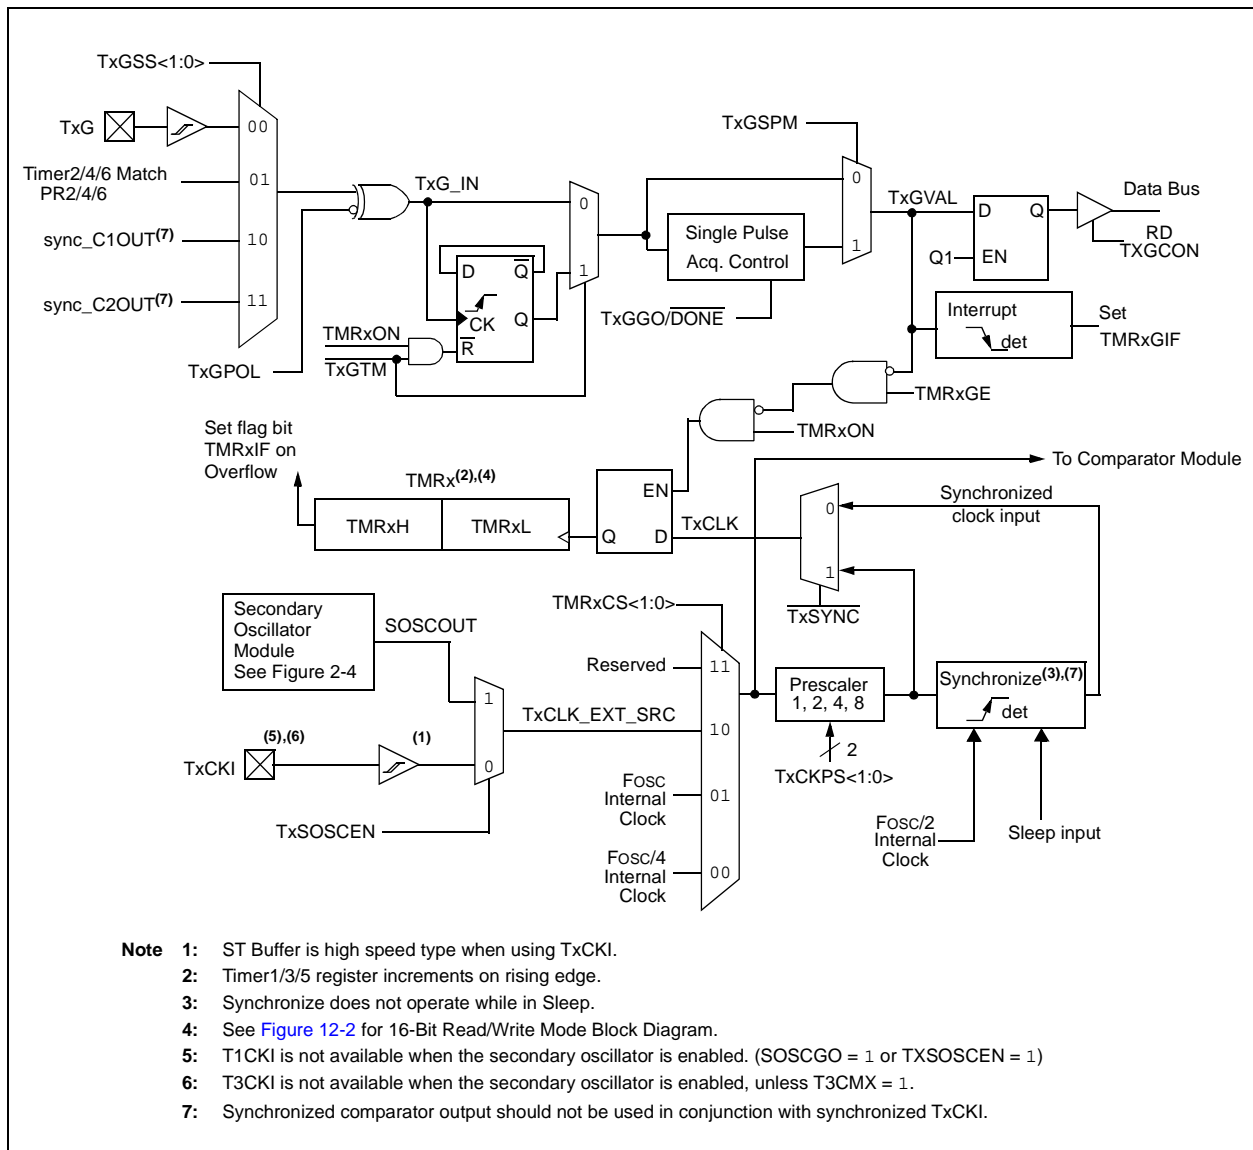 TxGSS<1:0>
TxG
00
Timer2/4/6 Match
PR2/4/6
01
sync_C1OUT(7)
10
sync_C2OUT(7)
11
TxGPOL
TxG_IN
D
Q
CK
Q
R
TMRxON
TxGTM
0
1
Single Pulse
Acq. Control
TxGGO/DONE
TxGSPM
0
1
TxGVAL
D
Q
Q1
EN
Data Bus
RD
TXGCON
Interrupt
det
Set
TMRxGIF
TMRxGE
TMRxON
Set flag bit
TMRxIF on
Overflow
TMRx(2),(4)
TMRxH
TMRxL
EN
Q
D
TxCLK
To Comparator Module
0
1
TxSYNC
Synchronized
clock input
Secondary
Oscillator
Module
See Figure 2-4
SOSCOUT
1
0
TxCKI
(5),(6)
(1)
TxSOSCEN
TxCLK_EXT_SRC
TMRxCS<1:0>
Reserved
11
10
FOSC
Internal
Clock
01
FOSC/4
Internal
Clock
00
Prescaler
1, 2, 4, 8
2
TxCKPS<1:0>
Synchronize(3),(7)
det
FOSC/2
Internal
Clock
Sleep input
Note 1: ST Buffer is high speed type when using TxCKI.
2: Timer1/3/5 register increments on rising edge.
3: Synchronize does not operate while in Sleep.
4: See Figure 12-2 for 16-Bit Read/Write Mode Block Diagram.
5: T1CKI is not available when the secondary oscillator is enabled. (SOSCGO = 1 or TXSOSCEN = 1)
6: T3CKI is not available when the secondary oscillator is enabled, unless T3CMX = 1.
7: Synchronized comparator output should not be used in conjunction with synchronized TxCKI.